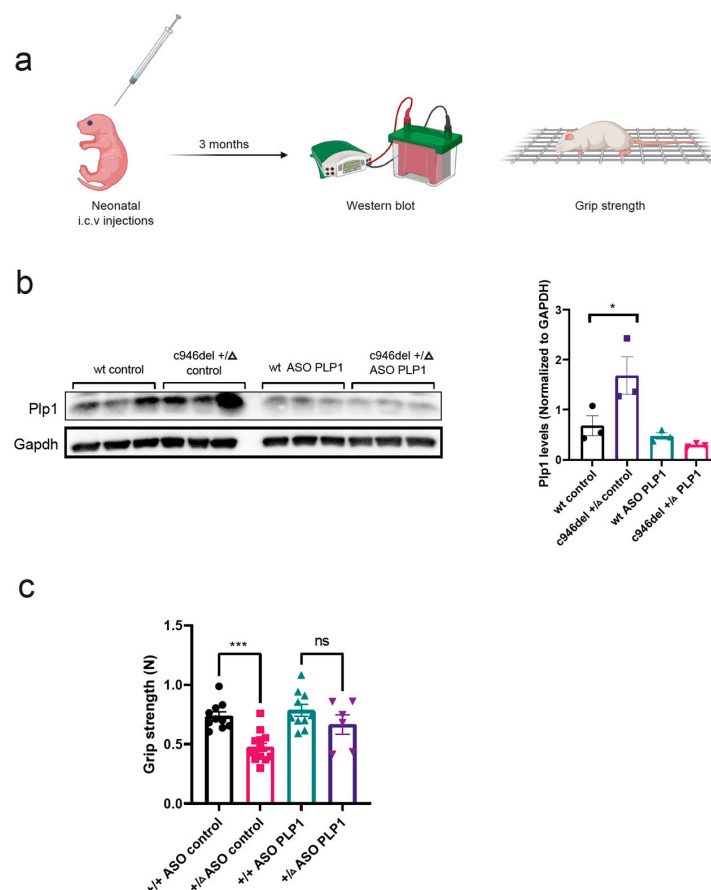 a
3 months
Neonatal
i.c.v injections
Western blot
Grip strength
b
wt control
c946del +/Δ
control
wt ASO PLP1
c946del +/Δ
ASO PLP1
Plp1
Gapdh
Plp1 levels (Normalized to GAPDH)
3
2
1
0
*
wt control
c946del +/Δ control
wt ASO PLP1
c946del +/Δ PLP1
c
Grip strength (N)
1.5
1.0
0.5
0.0
***
ns
+/+ ASO control
+/Δ ASO control
+/+ ASO PLP1
+/Δ ASO PLP1